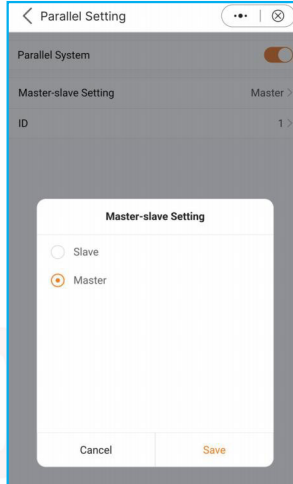 Parallel Setting
Parallel System
Master-slave Setting Master >
ID 1 >
Master-slave Setting
Slave
Master
Cancel Save